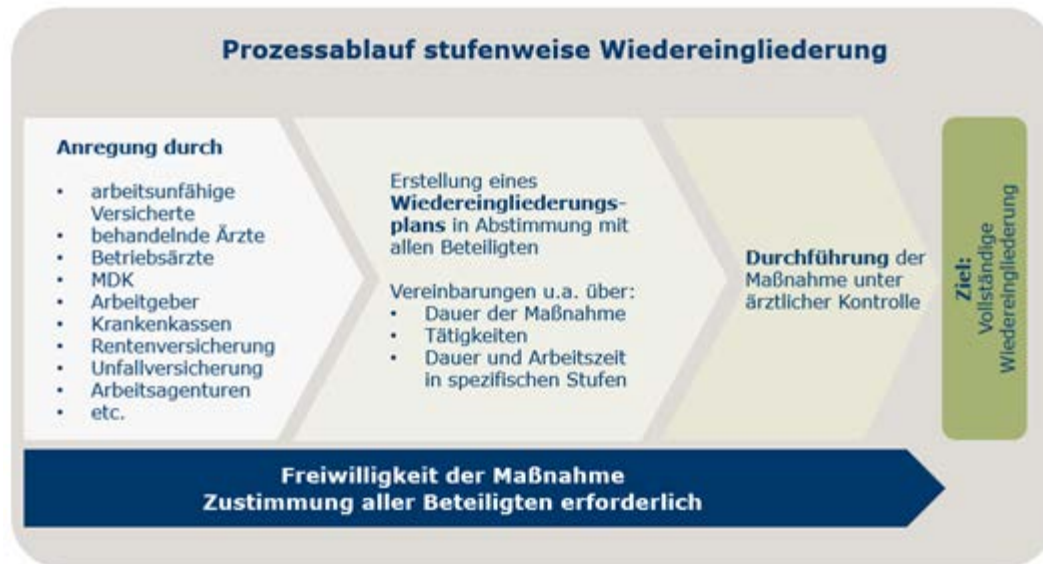 Prozessablauf stufenweise Wiedereingliederung
Anregung durch
• arbeitsunfähige
Versicherte
• behandelnde Ärzte
• Betriebsärzte
• MDK
• Arbeitgeber
• Krankenkassen
• Rentenversicherung
• Unfallversicherung
• Arbeitsagenturen
• etc.
Erstellung eines
Wiedereingliederungs-
plans in Abstimmung mit
allen Beteiligten
Vereinbarungen u.a. über:
• Dauer der Maßnahme
• Tätigkeiten
• Dauer und Arbeitszeit
in spezifischen Stufen
Durchführung der
Maßnahme unter
ärztlicher Kontrolle
Ziel:
Vollständige
Wiedereingliederung
Freiwilligkeit der Maßnahme
Zustimmung aller Beteiligten erforderlich